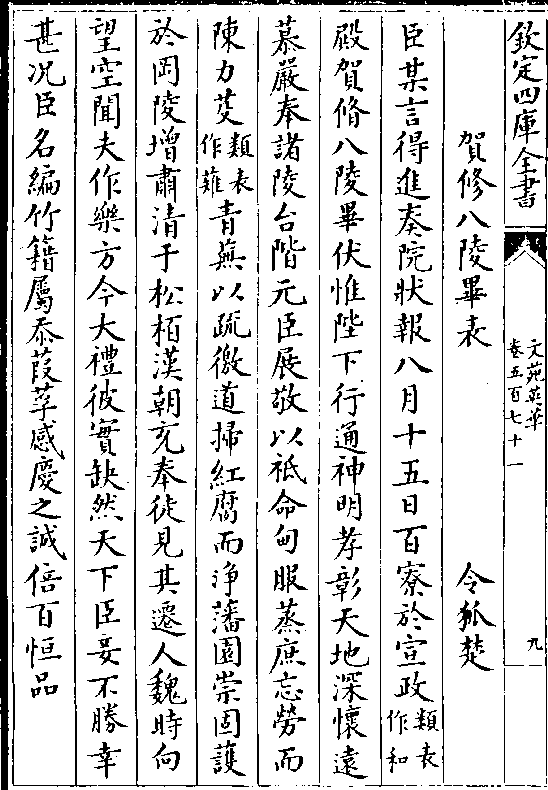 欽定四庫全書
文苑英華
卷五百七十一
九
賀修八陵畢表 令狐楚
臣某言得進奏院狀報八月十五日百寮於宣政類表作和
殿賀脩八陵畢伏惟陛下行通神明孝彰天地深懷遠
慕嚴奉諸陵台階元臣展敬以祗命甸服蒸庶忘勞而
陳力芟類表作薙青蕪以疏徼道掃紅腐而浄藩園崇固護
於岡陵增肅清于松栢漢朝充奉徒見其遷人魏時向
望空聞夫作樂方今大禮彼實缺然天下臣妾不勝幸
甚況臣名編竹籍屬忝葭莩感慶之誠倍百恒品